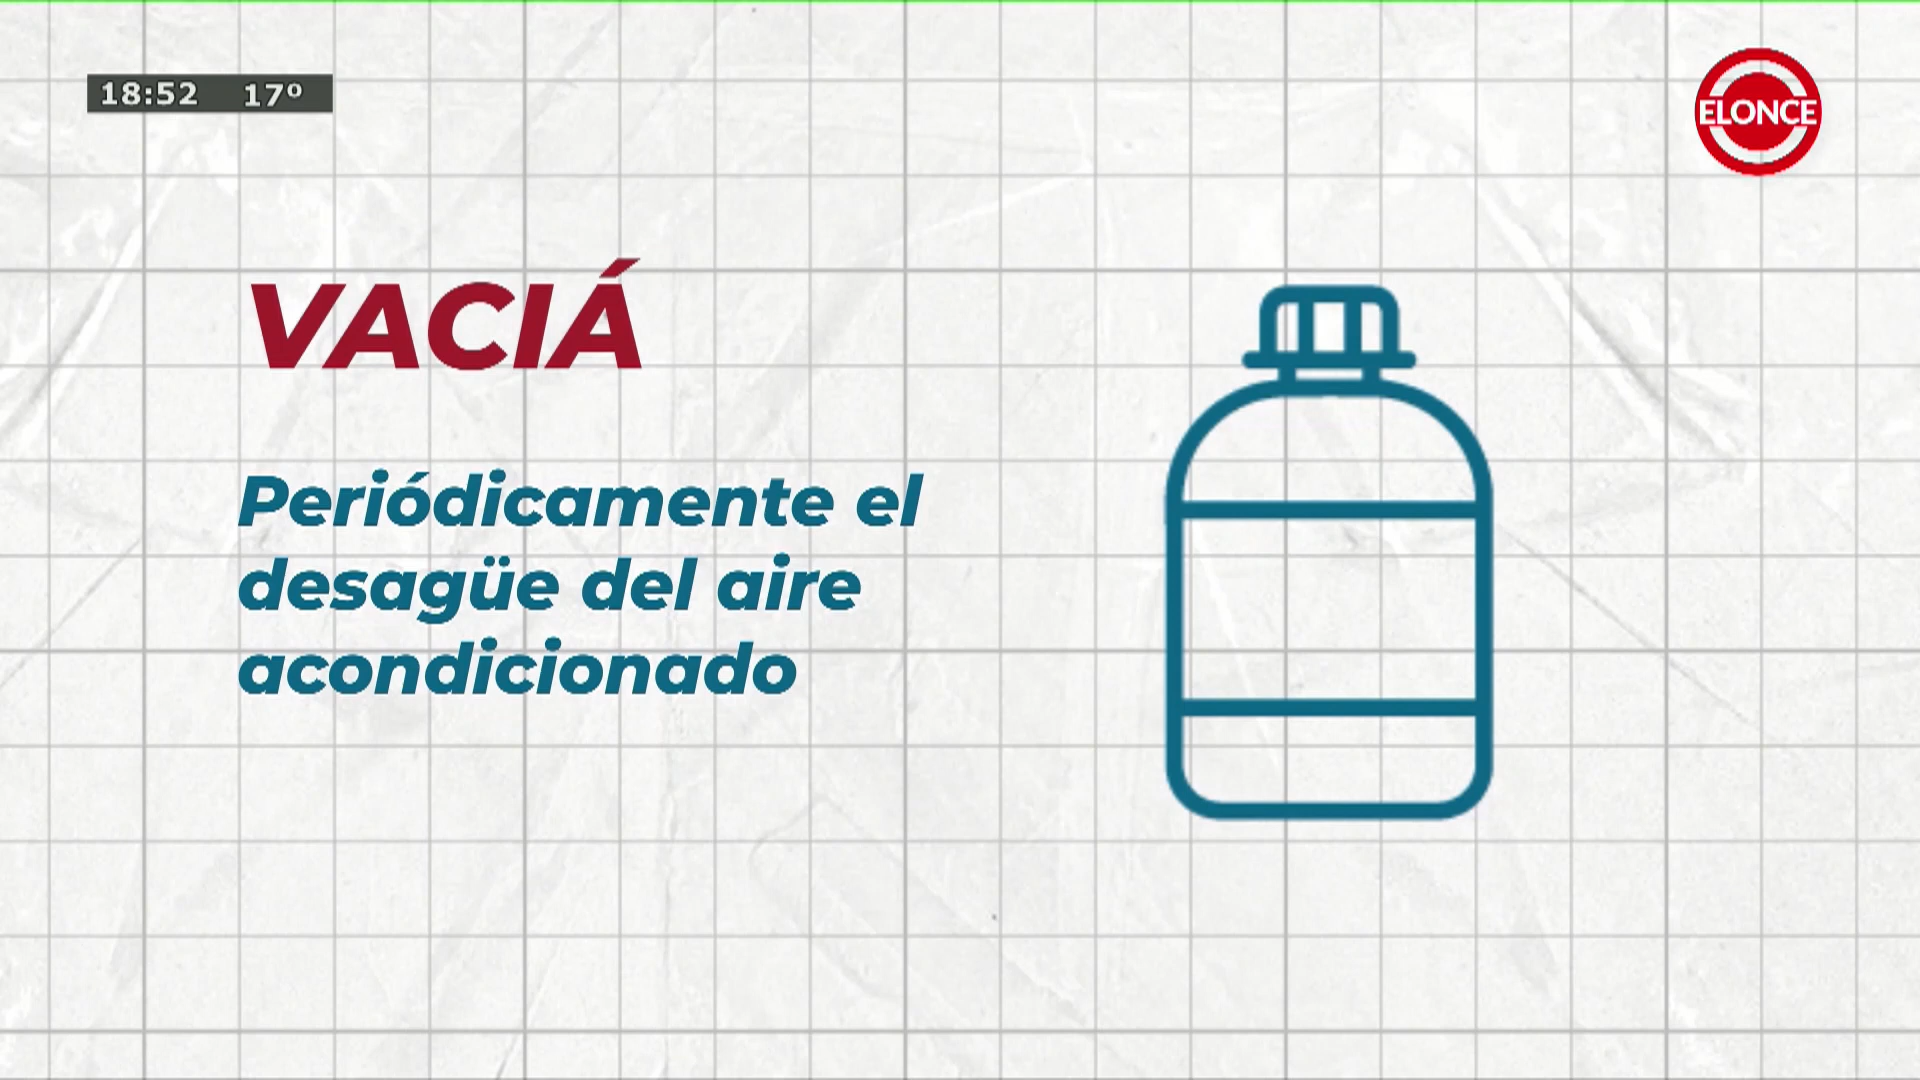 18:52 17º
ELONCE
VACIÁ
Periódicamente el
desagüe del aire
acondicionado